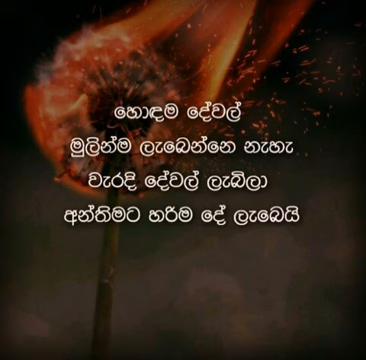 හොඳම දේවල්
මුලින්ම ලැබෙන්නෙ නැහැ
වැරදි දේවල් ලැබිලා
අන්තිමට හරිම දේ ලැබෙයි